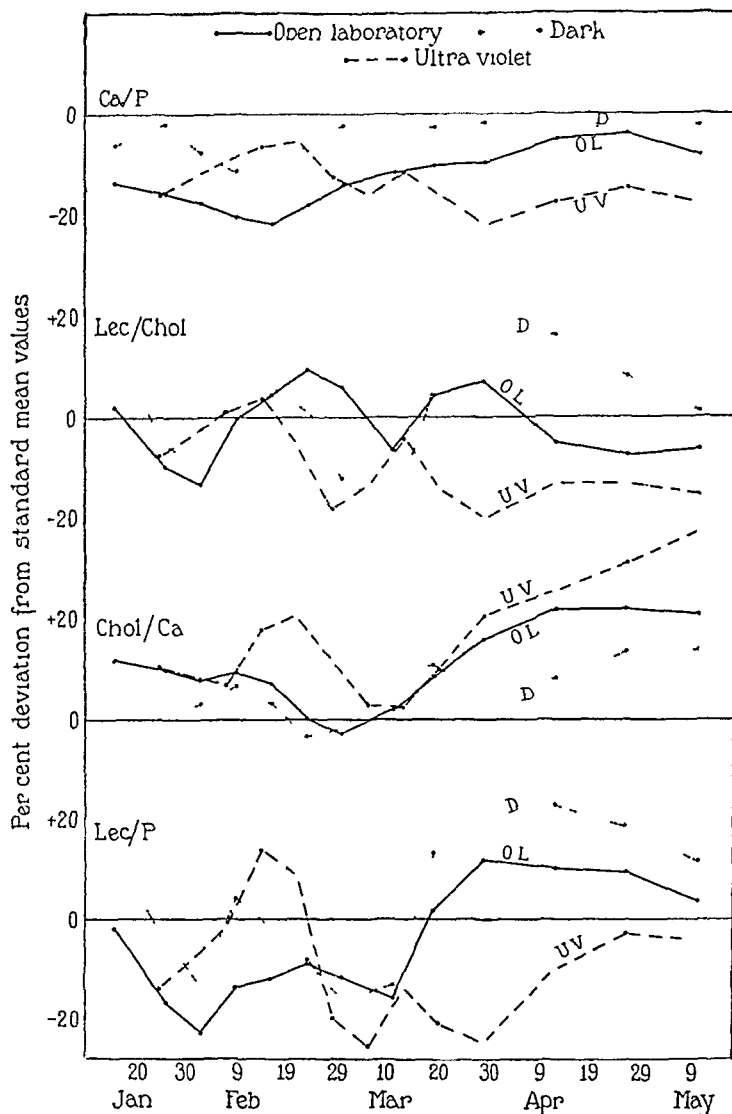 Open laboratory Dark
Ultra violet
Ca/P
0
D
OL
-20
UV
+20
Lec/Chol
D
OL
0
UV
-20
UV
+20
Chol/Ca
OL
D
0
+20
Lec/P
D
OL
0
UV
-20
Per cent deviation from standard mean values
20 30 9 19 29 10 20 30 9 19 29 9
Jan Feb Mar Apr May